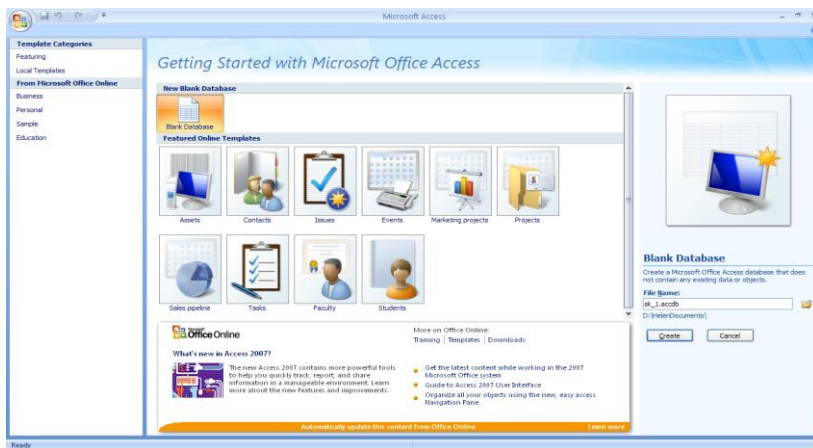 Microsoft Access
Template Categories
Featuring
Local Templates
From Microsoft Office Online
Business
Personal
Sample
Education
Getting Started with Microsoft Office Access
New Blank Database
Blank Database
Featured Online Templates
Assets
Contacts
Issues
Events
Marketing projects
Projects
Sales pipeline
Tasks
Faculty
Students
Microsoft
Office Online
What's new in Access 2007?
The new Access 2007 contains more powerful tools
to help you quickly track, report, and share
information in a manageable environment. Learn
more about the new features and improvements.
More on Office Online:
Training | Templates | Downloads
Get the latest content while working in the 2007
Microsoft Office system
Guide to Access 2007 User Interface
Organize all your objects using the new, easy access
Navigation Pane
Automatically update this content from Office Online
Learn more
Blank Database
Create a Microsoft Office Access database that does
not contain any existing data or objects.
File Name:
sk_1.accdb
D:\HelenDocuments\
Create
Cancel
Ready